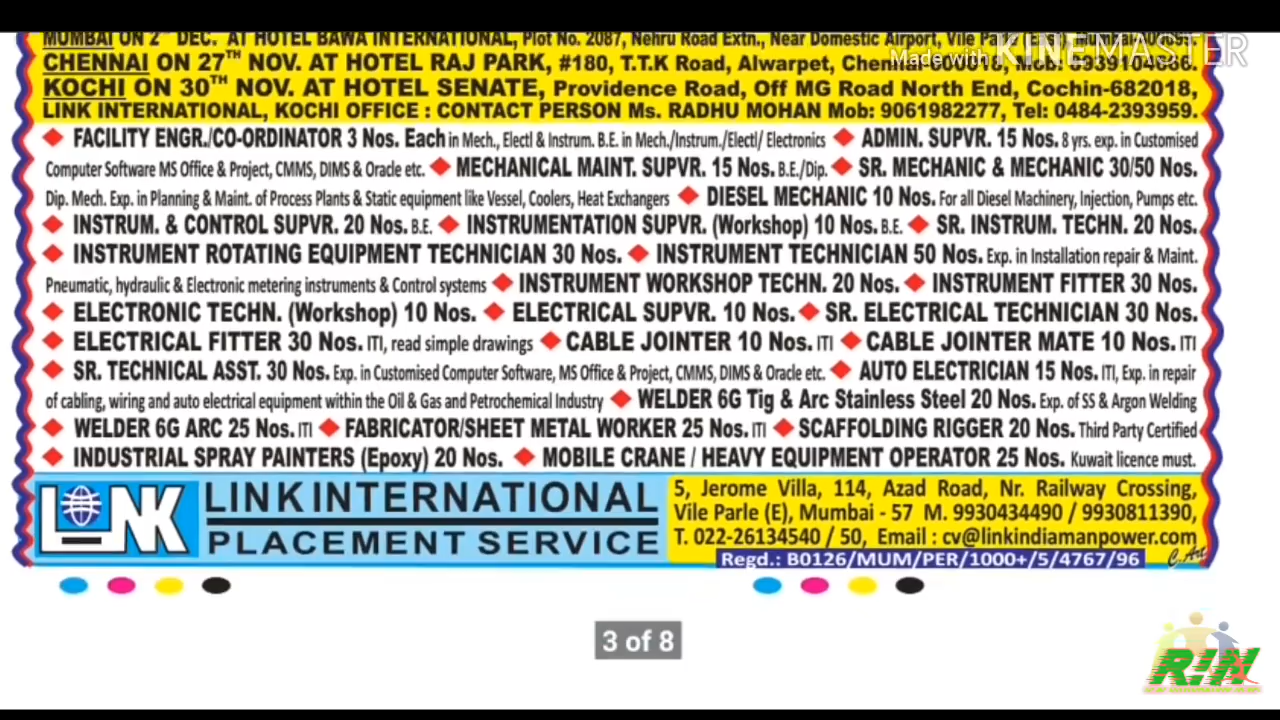 MUMBAI ON 2ND DEC. AT HOTEL BAWA INTERNATIONAL, Plot No. 2087, Nehru Road Extn., Near Domestic Airport, Vile Parle (East) Mumbai
Made with KINEMASTER
CHENNAI ON 27TH NOV. AT HOTEL RAJ PARK, #180, T.T.K Road, Alwarpet, Chennai-600018, Mob:
KOCHI ON 30TH NOV. AT HOTEL SENATE, Providence Road, Off MG Road North End, Cochin-682018,
LINK INTERNATIONAL, KOCHI OFFICE : CONTACT PERSON Ms. RADHU MOHAN Mob: 9061982277, Tel: 0484-2393959.
◆ FACILITY ENGR./CO-ORDINATOR 3 Nos. Each in Mech., Electl & Instrum. B.E. in Mech./Instrum./Electl/ Electronics ◆ ADMIN. SUPVR. 15 Nos. 8 yrs. exp. in Customised
Computer Software MS Office & Project, CMMS, DIMS & Oracle etc. ◆ MECHANICAL MAINT. SUPVR. 15 Nos. B.E./Dip. ◆ SR. MECHANIC & MECHANIC 30/50 Nos.
Dip. Mech. Exp. in Planning & Maint. of Process Plants & Static equipment like Vessel, Coolers, Heat Exchangers ◆ DIESEL MECHANIC 10 Nos. For all Diesel Machinery, Injection, Pumps etc.
◆ INSTRUM. & CONTROL SUPVR. 20 Nos. B.E. ◆ INSTRUMENTATION SUPVR. (Workshop) 10 Nos. B.E. ◆ SR. INSTRUM. TECHN. 20 Nos.
◆ INSTRUMENT ROTATING EQUIPMENT TECHNICIAN 30 Nos. ◆ INSTRUMENT TECHNICIAN 50 Nos. Exp. in Installation repair & Maint.
Pneumatic, hydraulic & Electronic metering instruments & Control systems ◆ INSTRUMENT WORKSHOP TECHN. 20 Nos. ◆ INSTRUMENT FITTER 30 Nos.
◆ ELECTRONIC TECHN. (Workshop) 10 Nos. ◆ ELECTRICAL SUPVR. 10 Nos. ◆ SR. ELECTRICAL TECHNICIAN 30 Nos.
◆ ELECTRICAL FITTER 30 Nos. ITI, read simple drawings ◆ CABLE JOINTER 10 Nos. ITI ◆ CABLE JOINTER MATE 10 Nos. ITI
◆ SR. TECHNICAL ASST. 30 Nos. Exp. in Customised Computer Software, MS Office & Project, CMMS, DIMS & Oracle etc. ◆ AUTO ELECTRICIAN 15 Nos. ITI, Exp. in repair
of cabling, wiring and auto electrical equipment within the Oil & Gas and Petrochemical Industry ◆ WELDER 6G Tig & Arc Stainless Steel 20 Nos. Exp. of SS & Argon Welding
◆ WELDER 6G ARC 25 Nos. ITI ◆ FABRICATOR/SHEET METAL WORKER 25 Nos. ITI ◆ SCAFFOLDING RIGGER 20 Nos. Third Party Certified
◆ INDUSTRIAL SPRAY PAINTERS (Epoxy) 20 Nos. ◆ MOBILE CRANE / HEAVY EQUIPMENT OPERATOR 25 Nos. Kuwait licence must.
LINK
LINK INTERNATIONAL
PLACEMENT SERVICE
5, Jerome Villa, 114, Azad Road, Nr. Railway Crossing,
Vile Parle (E), Mumbai - 57 M. 9930434490 / 9930811390,
T. 022-26134540 / 50, Email : cv@linkindiamanpower.com
Regd.: B0126/MUM/PER/1000+/5/4767/96
C. Art
3 of 8
RIN